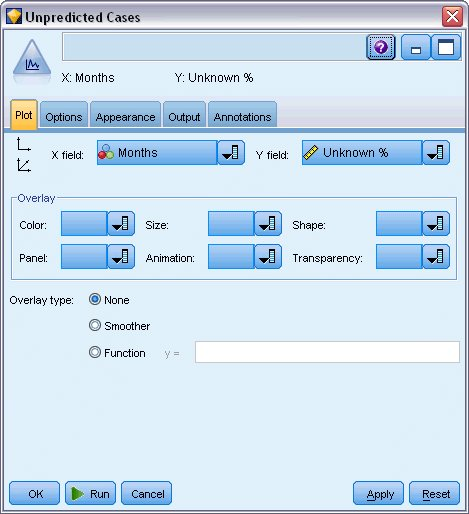 Unpredicted Cases
X: Months Y: Unknown %
Plot Options Appearance Output Annotations
X field: Months Y field: Unknown %
Overlay
Color: Size: Shape:
Panel: Animation: Transparency:
Overlay type: None
Smoother
Function y =
OK Run Cancel Apply Reset